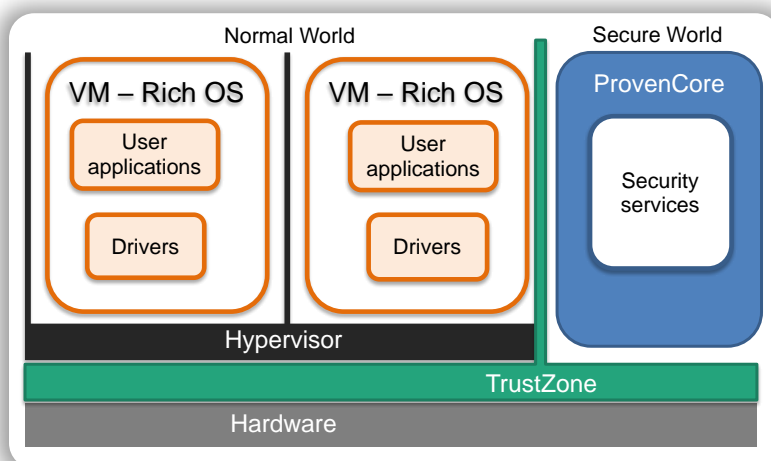 Normal World
Secure World
VM – Rich OS
User
applications
Drivers
VM – Rich OS
User
applications
Drivers
ProvenCore
Security
services
Hypervisor
TrustZone
Hardware